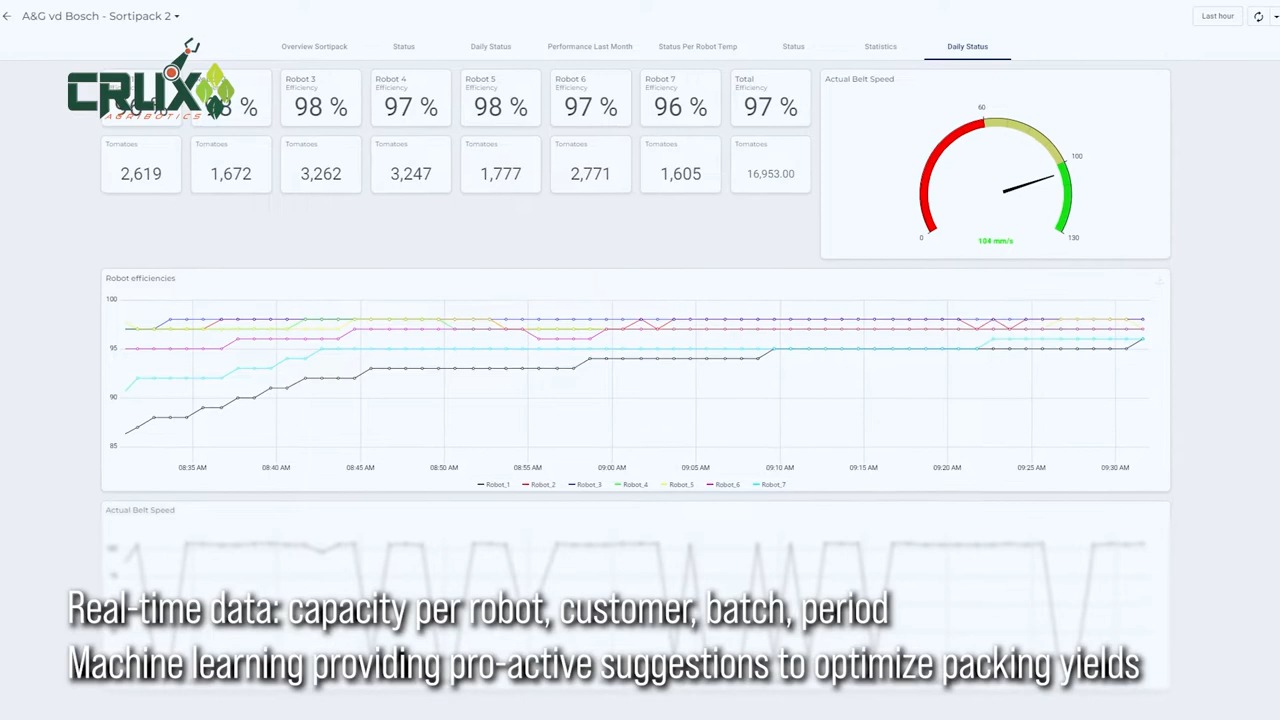 A&G vd Bosch - Sortipack 2
Last hour
Overview Sortipack Status Daily Status Performance Last Month Status Per Robot Temp Status Statistics Daily Status
CRUX
AGRIBOTICS
Robot 3 Robot 4 Robot 5 Robot 6 Robot 7 Total
Efficiency Efficiency Efficiency Efficiency Efficiency Efficiency
98 % 97 % 98 % 97 % 96 % 97 %
Tomatoes Tomatoes Tomatoes Tomatoes Tomatoes Tomatoes Tomatoes Tomatoes
2,619 1,672 3,262 3,247 1,777 2,771 1,605 16,953.00
Actual Belt Speed
60
100
0
130
104 mm/s
Robot efficiencies
100
95
90
85
08:35 AM 08:40 AM 08:45 AM 08:50 AM 08:55 AM 09:00 AM 09:05 AM 09:10 AM 09:15 AM 09:20 AM 09:25 AM 09:30 AM
Robot_1 Robot_2 Robot_3 Robot_4 Robot_5 Robot_6 Robot_7
Actual Belt Speed
Real-time data: capacity per robot, customer, batch, period
Machine learning providing pro-active suggestions to optimize packing yields